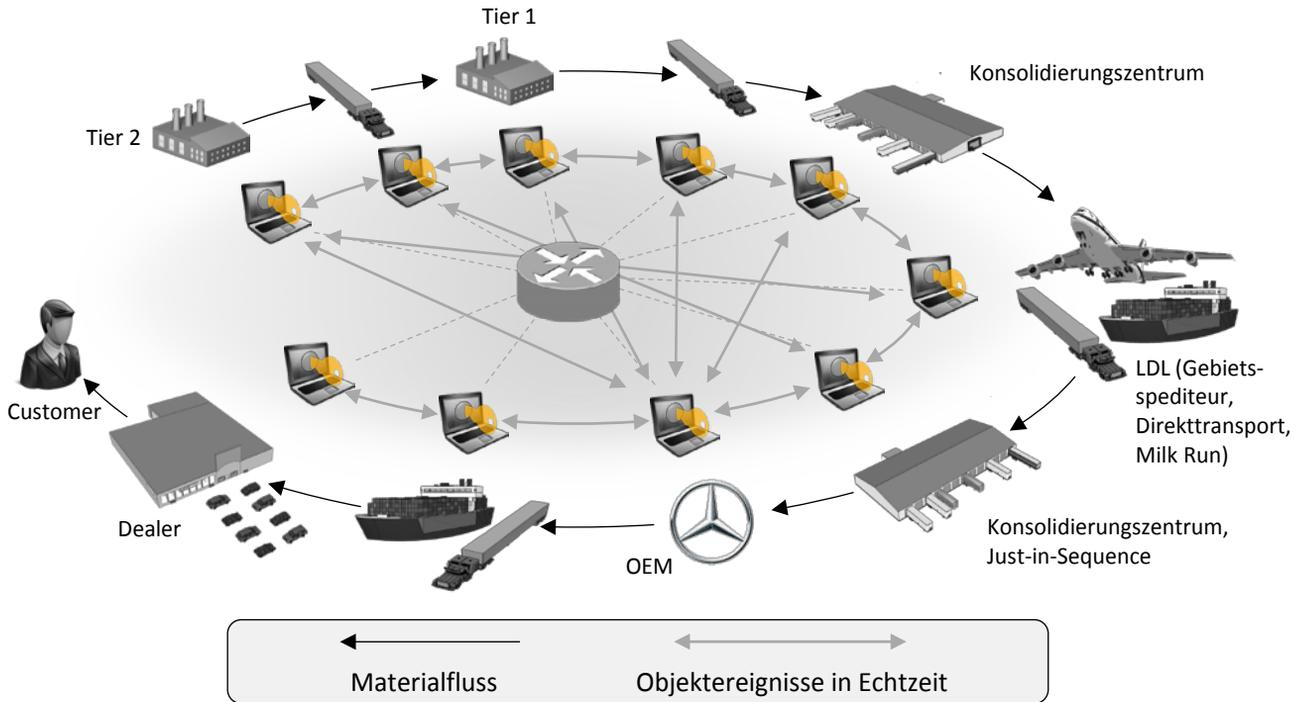 Tier 1
Konsolidierungszentrum
Tier 2
LDL (Gebiets-
spediteur,
Direkttransport,
Milk Run)
Customer
Dealer
OEM
Konsolidierungszentrum,
Just-in-Sequence
Materialfluss
Objektereignisse in Echtzeit